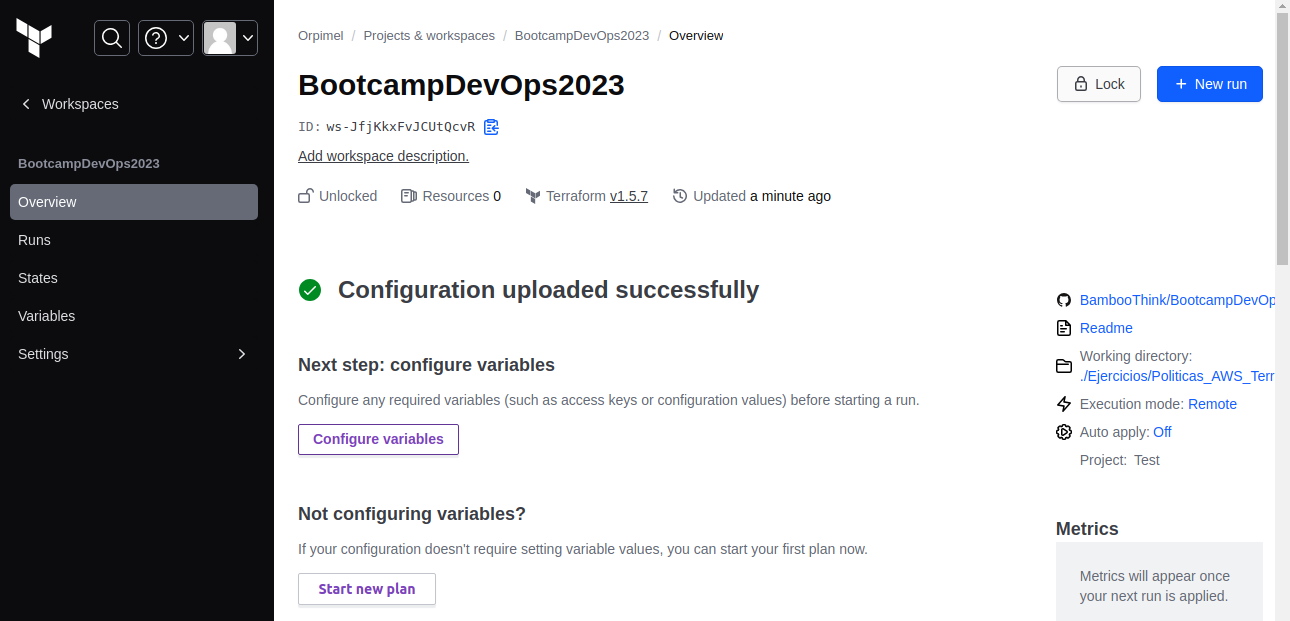 Workspaces
BootcampDevOps2023
Overview
Runs
States
Variables
Settings
Orpimel / Projects & workspaces / BootcampDevOps2023 / Overview
BootcampDevOps2023
Lock
+ New run
ID: ws-JfjKkxFvJCUtQcvR
Add workspace description.
Unlocked Resources 0 Terraform v1.5.7 Updated a minute ago
Configuration uploaded successfully
Next step: configure variables
Configure any required variables (such as access keys or configuration values) before starting a run.
Configure variables
Not configuring variables?
If your configuration doesn't require setting variable values, you can start your first plan now.
Start new plan
BambooThink/BootcampDevOp
Readme
Working directory:
./Ejercicios/Politicas_AWS_Terr
Execution mode: Remote
Auto apply: Off
Project: Test
Metrics
Metrics will appear once
your next run is applied.